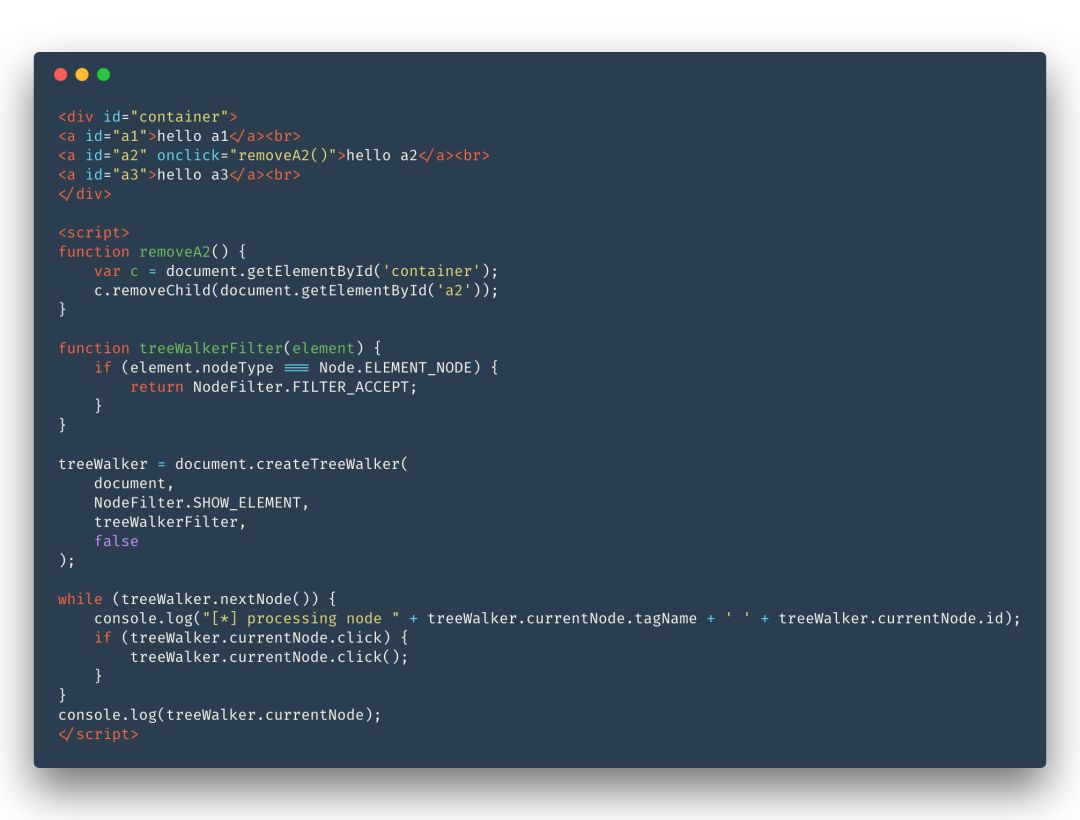 <div id="container">
<a id="a1">hello a1</a><br>
<a id="a2" onclick="removeA2()">hello a2</a><br>
<a id="a3">hello a3</a><br>
</div>

<script>
function removeA2() {
    var c = document.getElementById('container');
    c.removeChild(document.getElementById('a2'));
}

function treeWalkerFilter(element) {
    if (element.nodeType === Node.ELEMENT_NODE) {
        return NodeFilter.FILTER_ACCEPT;
    }
}

treeWalker = document.createTreeWalker(
    document,
    NodeFilter.SHOW_ELEMENT,
    treeWalkerFilter,
    false
);

while (treeWalker.nextNode()) {
    console.log("[*] processing node " + treeWalker.currentNode.tagName + ' ' + treeWalker.currentNode.id);
    if (treeWalker.currentNode.click) {
        treeWalker.currentNode.click();
    }
}
console.log(treeWalker.currentNode);
</script>